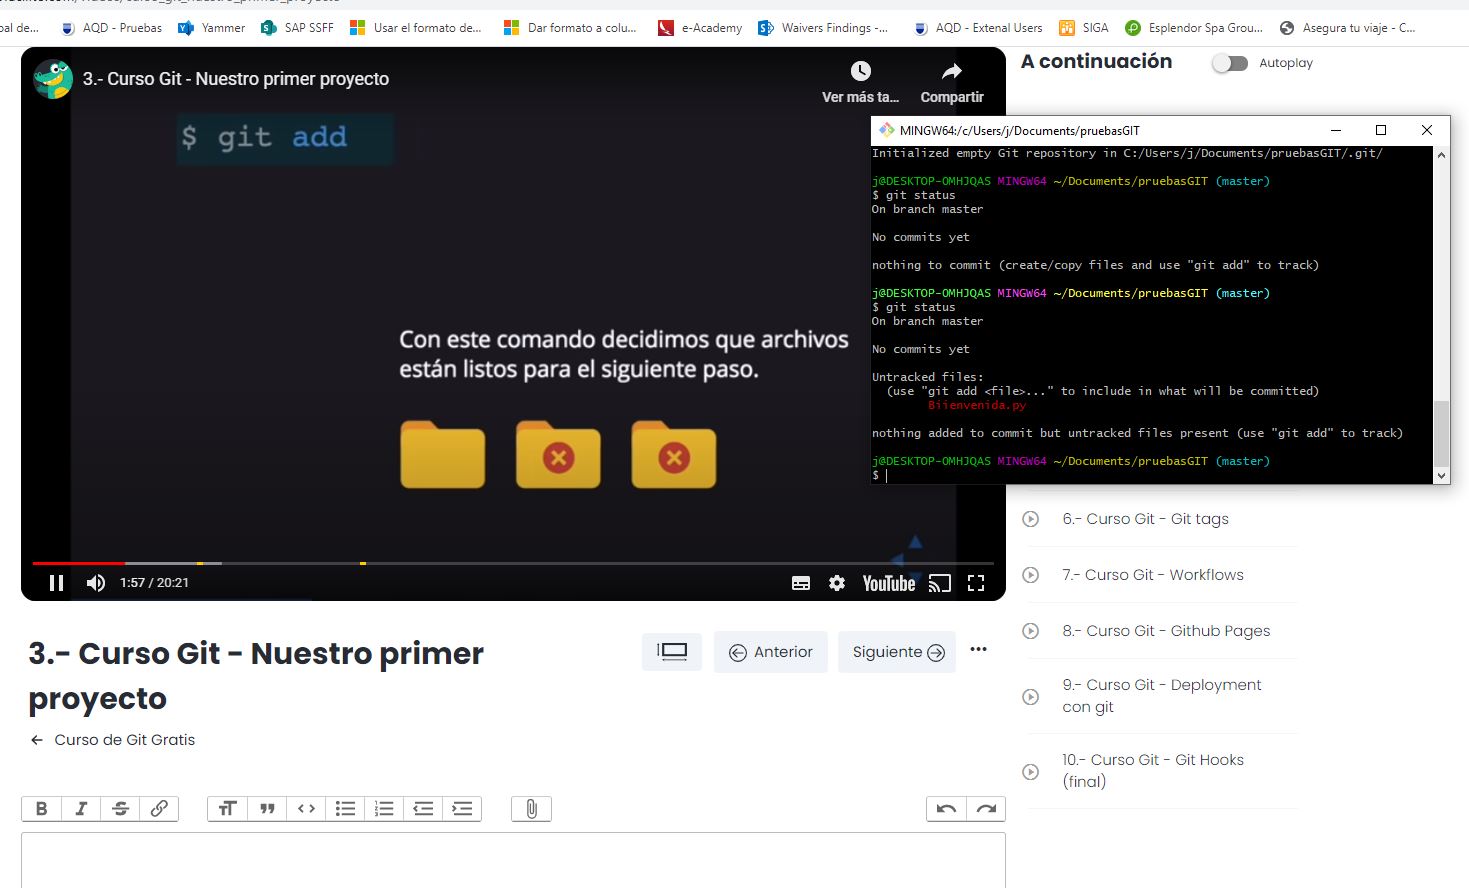 AQD - Pruebas
Yammer
SAP SSFF
Usar el formato de...
Dar formato a colu...
e-Academy
Waivers Findings -...
AQD - Extenal Users
SIGA
Esplendor Spa Grou...
Asegura tu viaje - C...
3.- Curso Git - Nuestro primer proyecto
Ver más ta...
Compartir
$ git add
Con este comando decidimos que archivos
están listos para el siguiente paso.
1:57 / 20:21
YouTube
A continuación
Autoplay
MINGW64:/c/Users/j/Documents/pruebasGIT
Initialized empty Git repository in C:/Users/j/Documents/pruebasGIT/.git/
j@DESKTOP-OMHJQAS MINGW64 ~/Documents/pruebasGIT (master)
$ git status
On branch master
No commits yet
nothing to commit (create/copy files and use "git add" to track)
j@DESKTOP-OMHJQAS MINGW64 ~/Documents/pruebasGIT (master)
$ git status
On branch master
No commits yet
Untracked files:
(use "git add <file>..." to include in what will be committed)
Biienvenida.py
nothing added to commit but untracked files present (use "git add" to track)
j@DESKTOP-OMHJQAS MINGW64 ~/Documents/pruebasGIT (master)
$
6.- Curso Git - Git tags
7.- Curso Git - Workflows
8.- Curso Git - Github Pages
9.- Curso Git - Deployment
con git
10.- Curso Git - Git Hooks
(final)
3.- Curso Git - Nuestro primer
proyecto
Anterior
Siguiente
Curso de Git Gratis